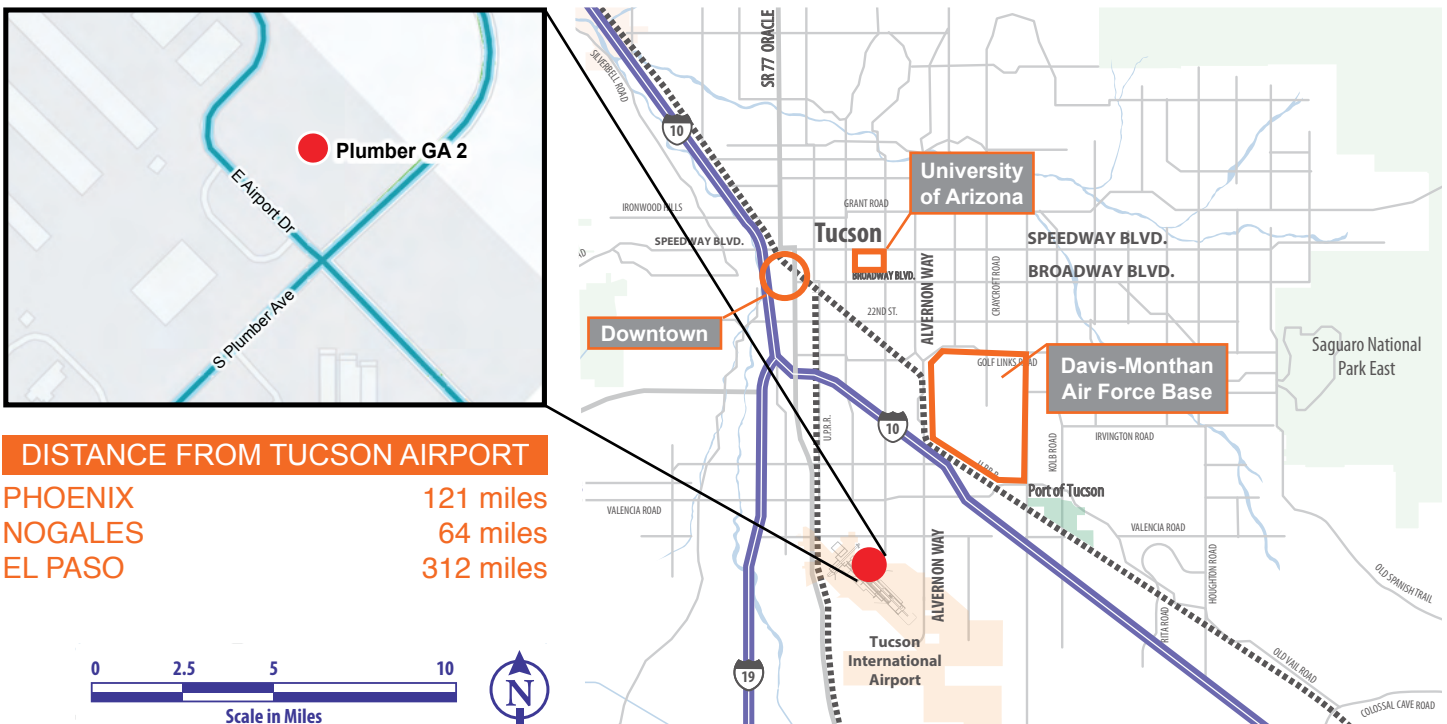 Plumber GA 2
E Airport Dr
S Plumber Ave
DISTANCE FROM TUCSON AIRPORT
PHOENIX 121 miles
NOGALES 64 miles
EL PASO 312 miles
0 2.5 5 10
Scale in Miles
N
SR 77 ORACLE
SILVERBELL ROAD
10
University
of Arizona
IRONWOOD HILLS
GRANT ROAD
Tucson
SPEEDWAY BLVD.
SPEEDWAY BLVD.
BROADWAY BLVD.
BROADWAY BLVD.
ALVERNON WAY
CRAYCROFT ROAD
22ND ST.
Downtown
GOLF LINKS ROAD
Davis-Monthan
Air Force Base
Saguaro National
Park East
U.P.R.R.
10
IRVINGTON ROAD
KOLB ROAD
U.P.R.R.
Port of Tucson
VALENCIA ROAD
VALENCIA ROAD
ALVERNON WAY
HOUGHTON ROAD
OLD SPANISH TRAIL
RITA ROAD
Tucson
International
Airport
19
OLD VAIL ROAD
COLOSSAL CAVE ROAD